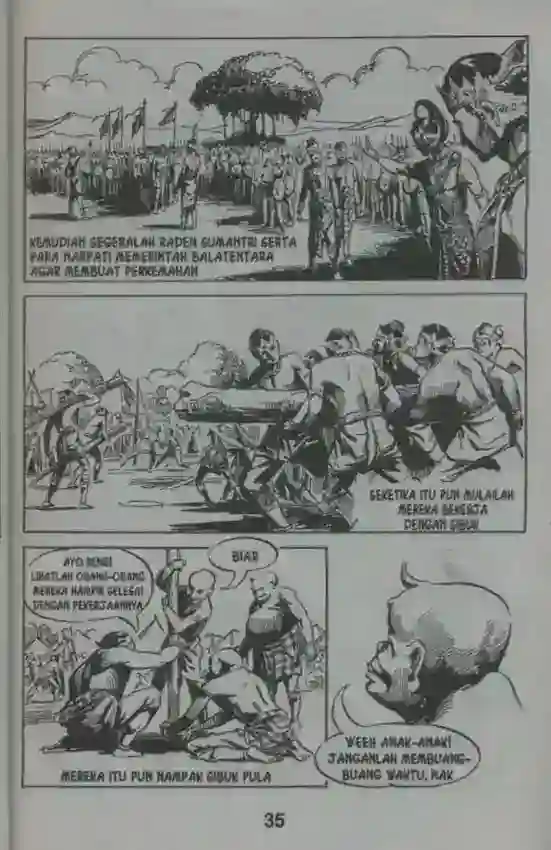 KEMUDIAN SEGERALAH RADEN SUMANTRI SERTA
PARA NARPATI MEMERINTAH BALATENTARA
AGAR MEMBUAT PERKEMAHAN
SEKETIKA ITU PUN MULAILAH
MEREKA BEKERJA
DENGAN SIBUK
AYO
LIHATLAH ORANG-ORANG
MEREKA HAMPIR SELESAI
DENGAN PEKERJAANNYA
BIAR
MEREKA ITU PUN NAMPAK SIBUK PULA
WEEH ANAK-ANAK!
JANGANLAH MEMBUANG-
BUANG WAKTU, NAK
35